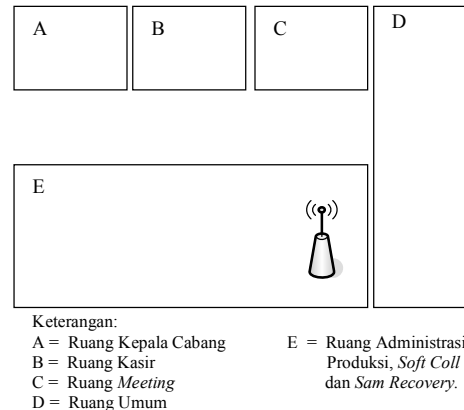 A
B
C
D
E
Keterangan:
A = Ruang Kepala Cabang
B = Ruang Kasir
C = Ruang Meeting
D = Ruang Umum
E = Ruang Administrasi
Produksi, Soft Coll
dan Sam Recovery.